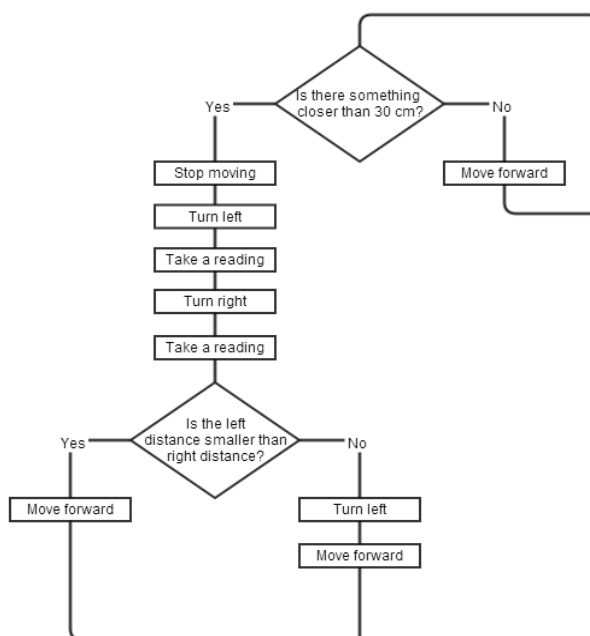 Is there something
closer than 30 cm?
Yes
No
Stop moving
Move forward
Turn left
Take a reading
Turn right
Take a reading
Is the left
distance smaller than
right distance?
Yes
No
Move forward
Turn left
Move forward